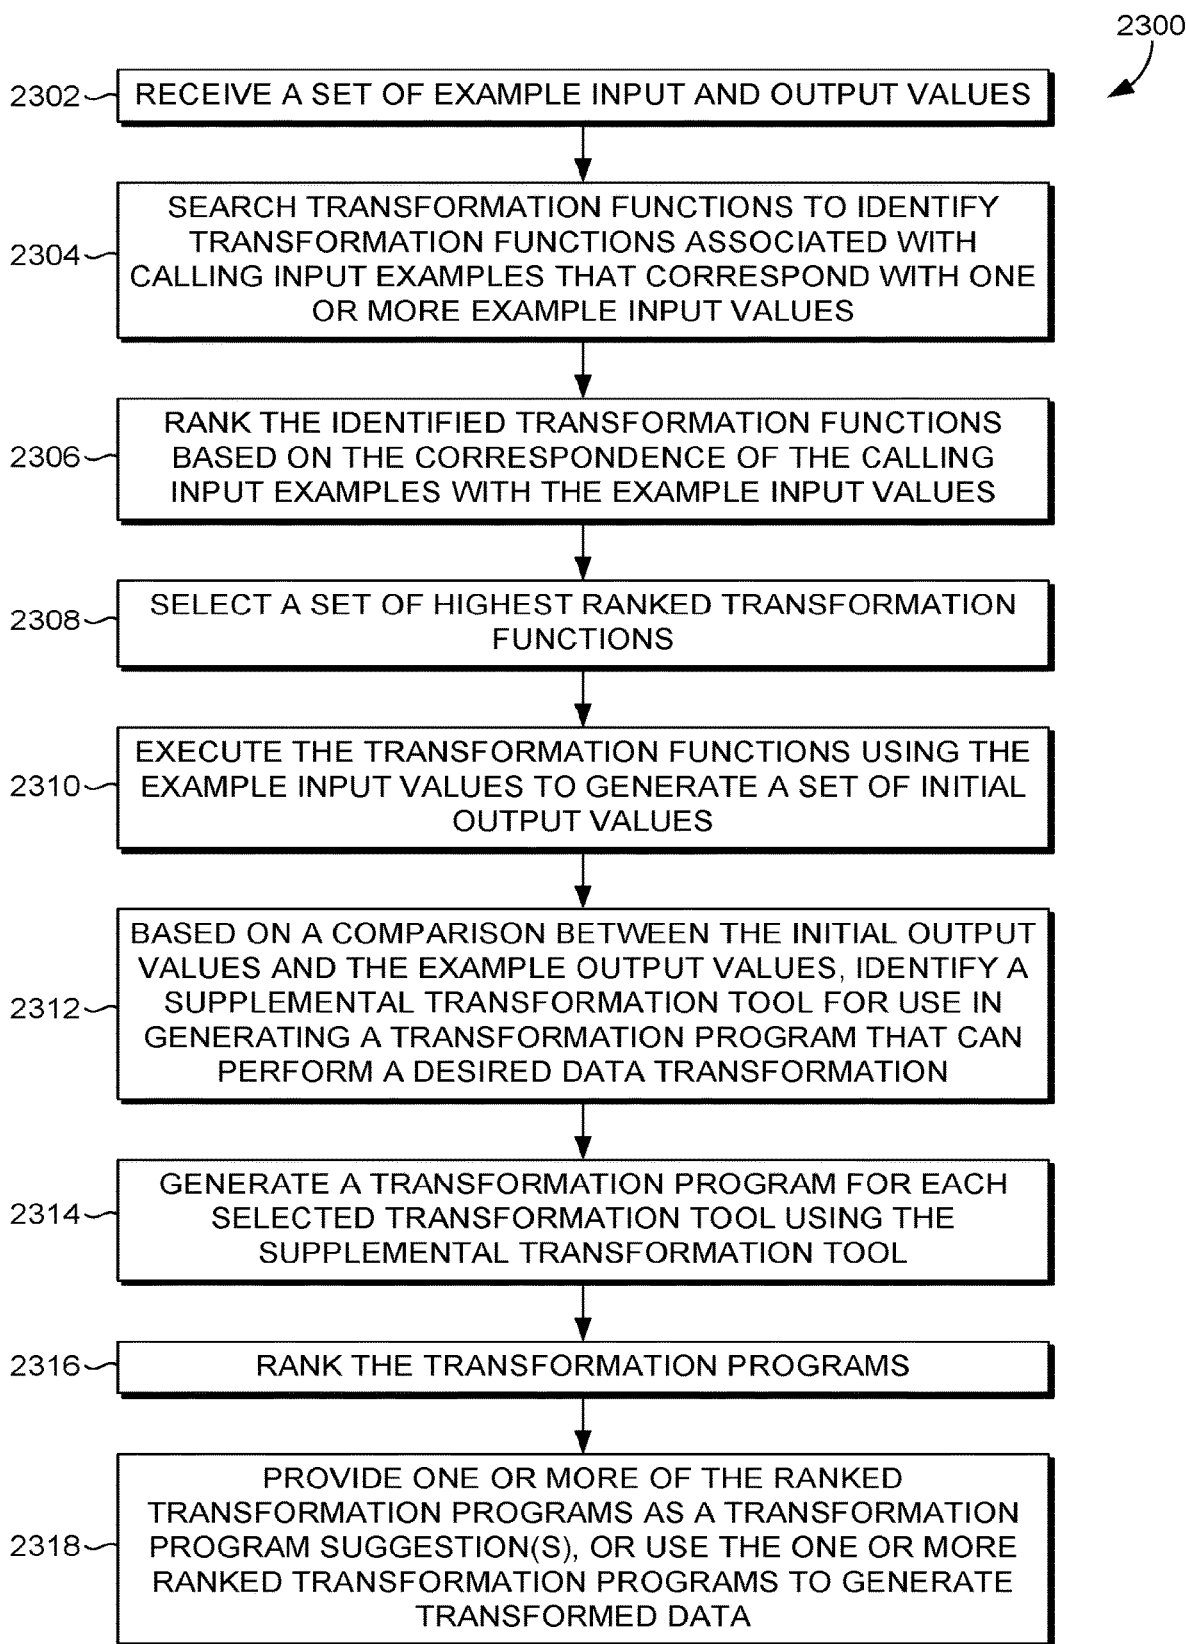 2300
2302
RECEIVE A SET OF EXAMPLE INPUT AND OUTPUT VALUES
2304
SEARCH TRANSFORMATION FUNCTIONS TO IDENTIFY
TRANSFORMATION FUNCTIONS ASSOCIATED WITH
CALLING INPUT EXAMPLES THAT CORRESPOND WITH ONE
OR MORE EXAMPLE INPUT VALUES
2306
RANK THE IDENTIFIED TRANSFORMATION FUNCTIONS
BASED ON THE CORRESPONDENCE OF THE CALLING
INPUT EXAMPLES WITH THE EXAMPLE INPUT VALUES
2308
SELECT A SET OF HIGHEST RANKED TRANSFORMATION
FUNCTIONS
2310
EXECUTE THE TRANSFORMATION FUNCTIONS USING THE
EXAMPLE INPUT VALUES TO GENERATE A SET OF INITIAL
OUTPUT VALUES
2312
BASED ON A COMPARISON BETWEEN THE INITIAL OUTPUT
VALUES AND THE EXAMPLE OUTPUT VALUES, IDENTIFY A
SUPPLEMENTAL TRANSFORMATION TOOL FOR USE IN
GENERATING A TRANSFORMATION PROGRAM THAT CAN
PERFORM A DESIRED DATA TRANSFORMATION
2314
GENERATE A TRANSFORMATION PROGRAM FOR EACH
SELECTED TRANSFORMATION TOOL USING THE
SUPPLEMENTAL TRANSFORMATION TOOL
2316
RANK THE TRANSFORMATION PROGRAMS
2318
PROVIDE ONE OR MORE OF THE RANKED
TRANSFORMATION PROGRAMS AS A TRANSFORMATION
PROGRAM SUGGESTION(S), OR USE THE ONE OR MORE
RANKED TRANSFORMATION PROGRAMS TO GENERATE
TRANSFORMED DATA